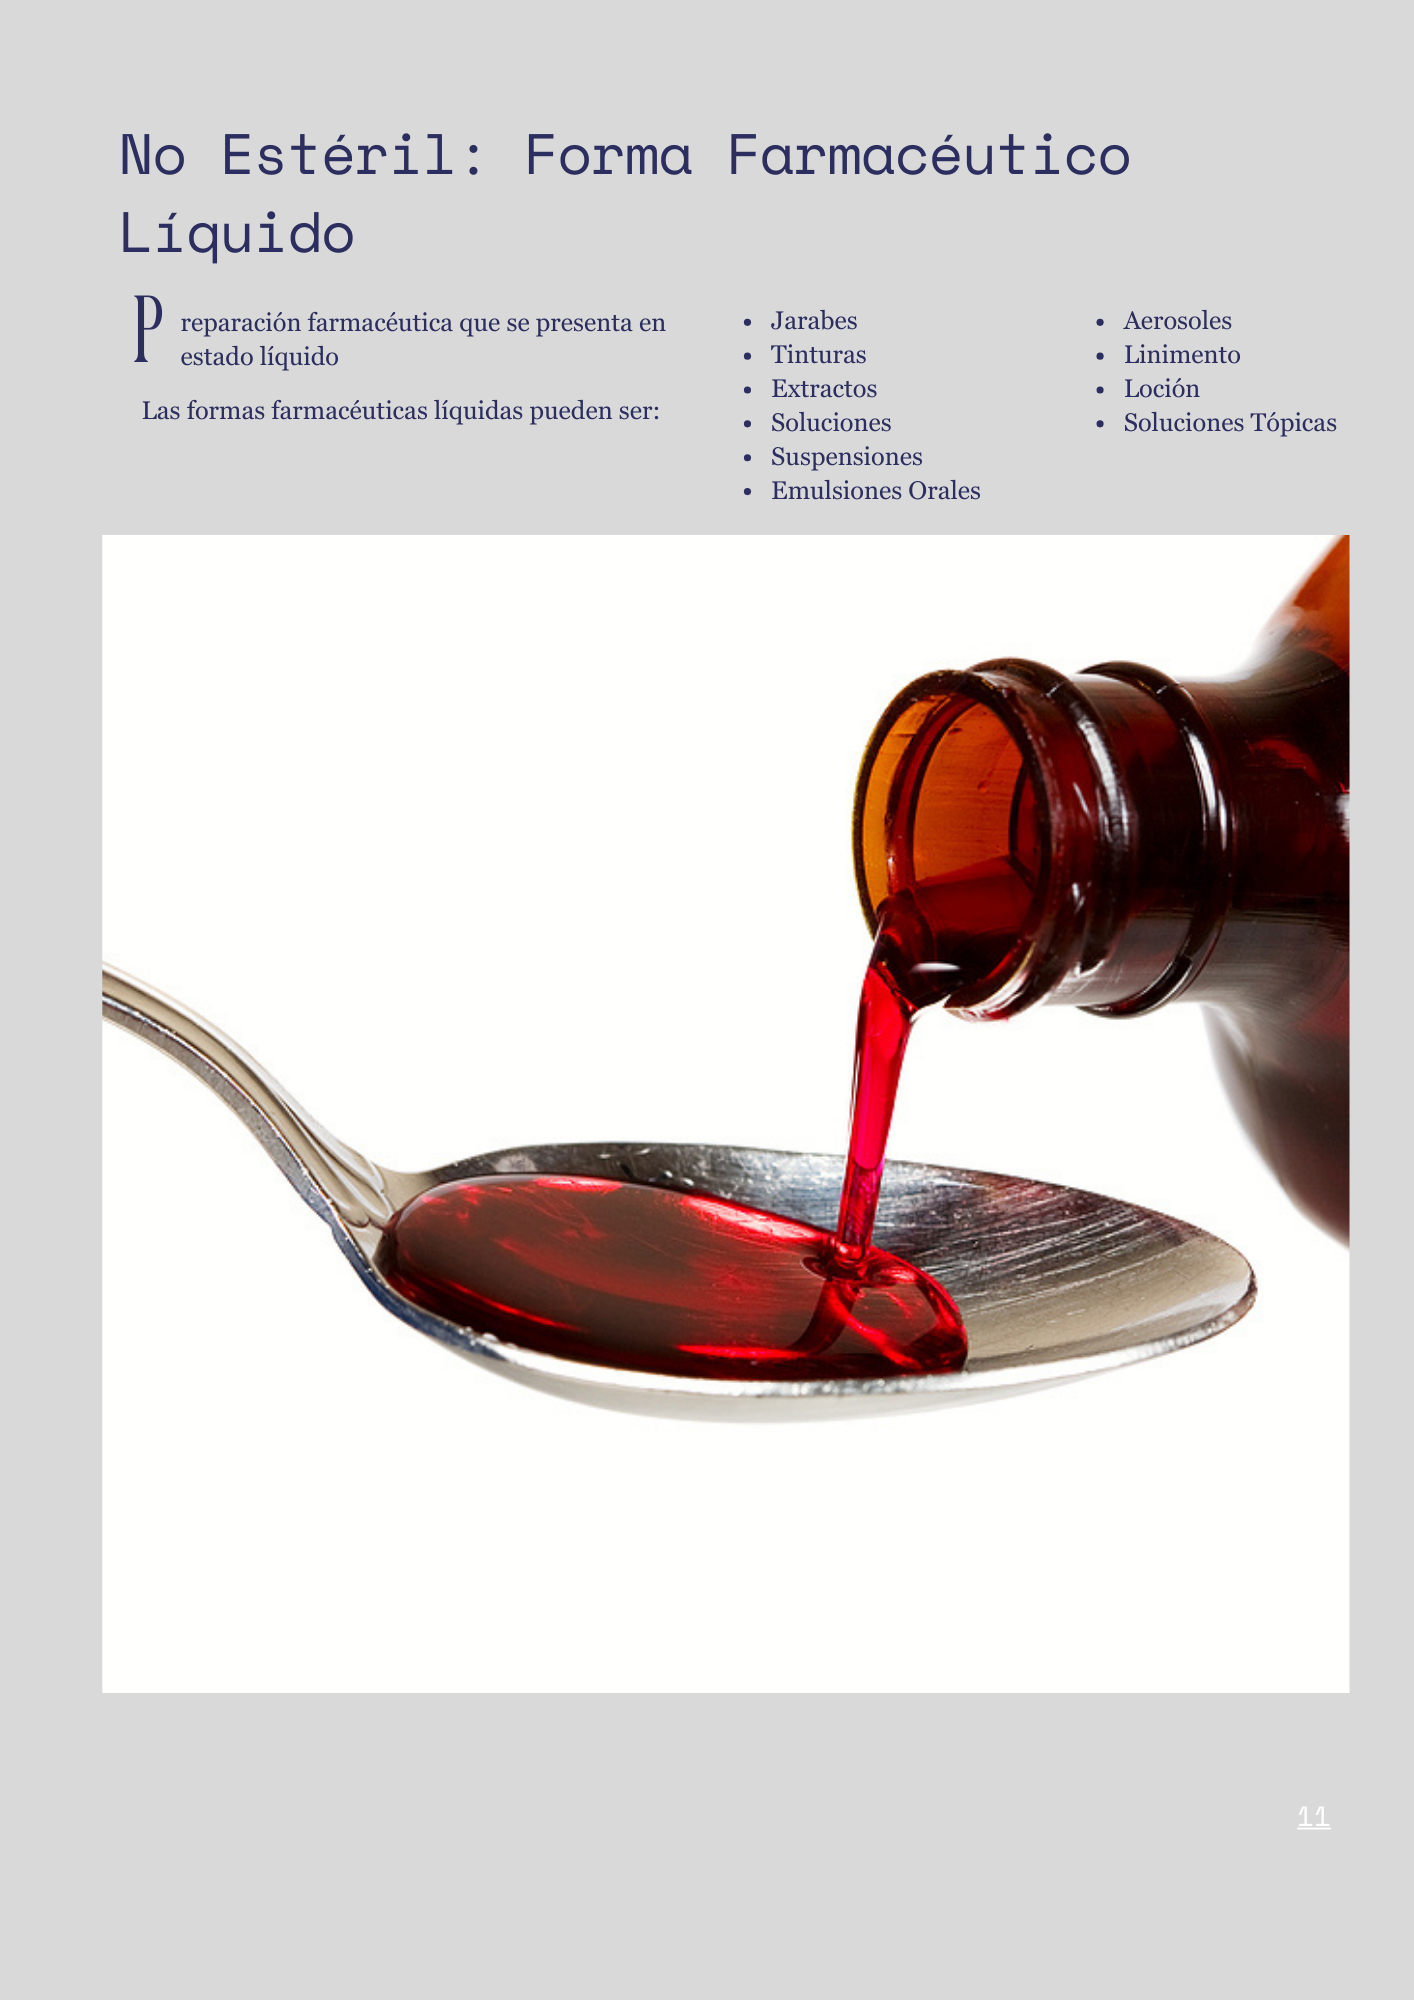 No Estéril: Forma Farmacéutico
Líquido
Preparación farmacéutica que se presenta en
estado líquido
Las formas farmacéuticas líquidas pueden ser:
• Jarabes
• Tinturas
• Extractos
• Soluciones
• Suspensiones
• Emulsiones Orales
• Aerosoles
• Linimento
• Loción
• Soluciones Tópicas
11